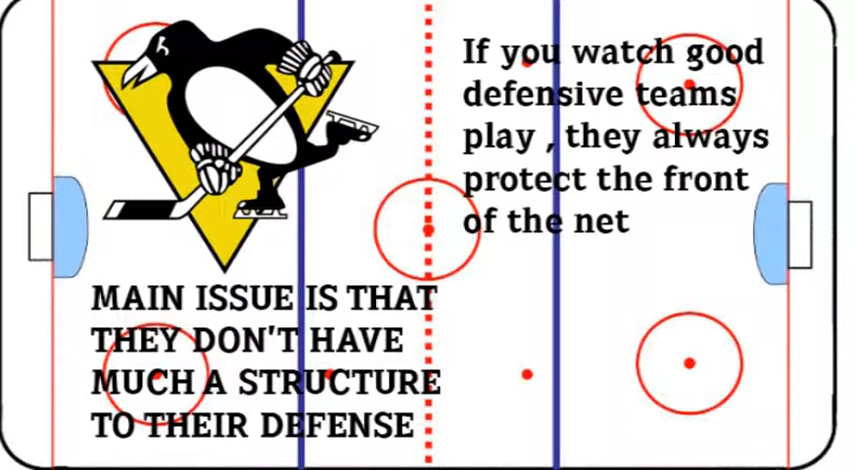 If you watch good
defensive teams
play , they always
protect the front
of the net
MAIN ISSUE IS THAT
THEY DON'T HAVE
MUCH A STRUCTURE
TO THEIR DEFENSE